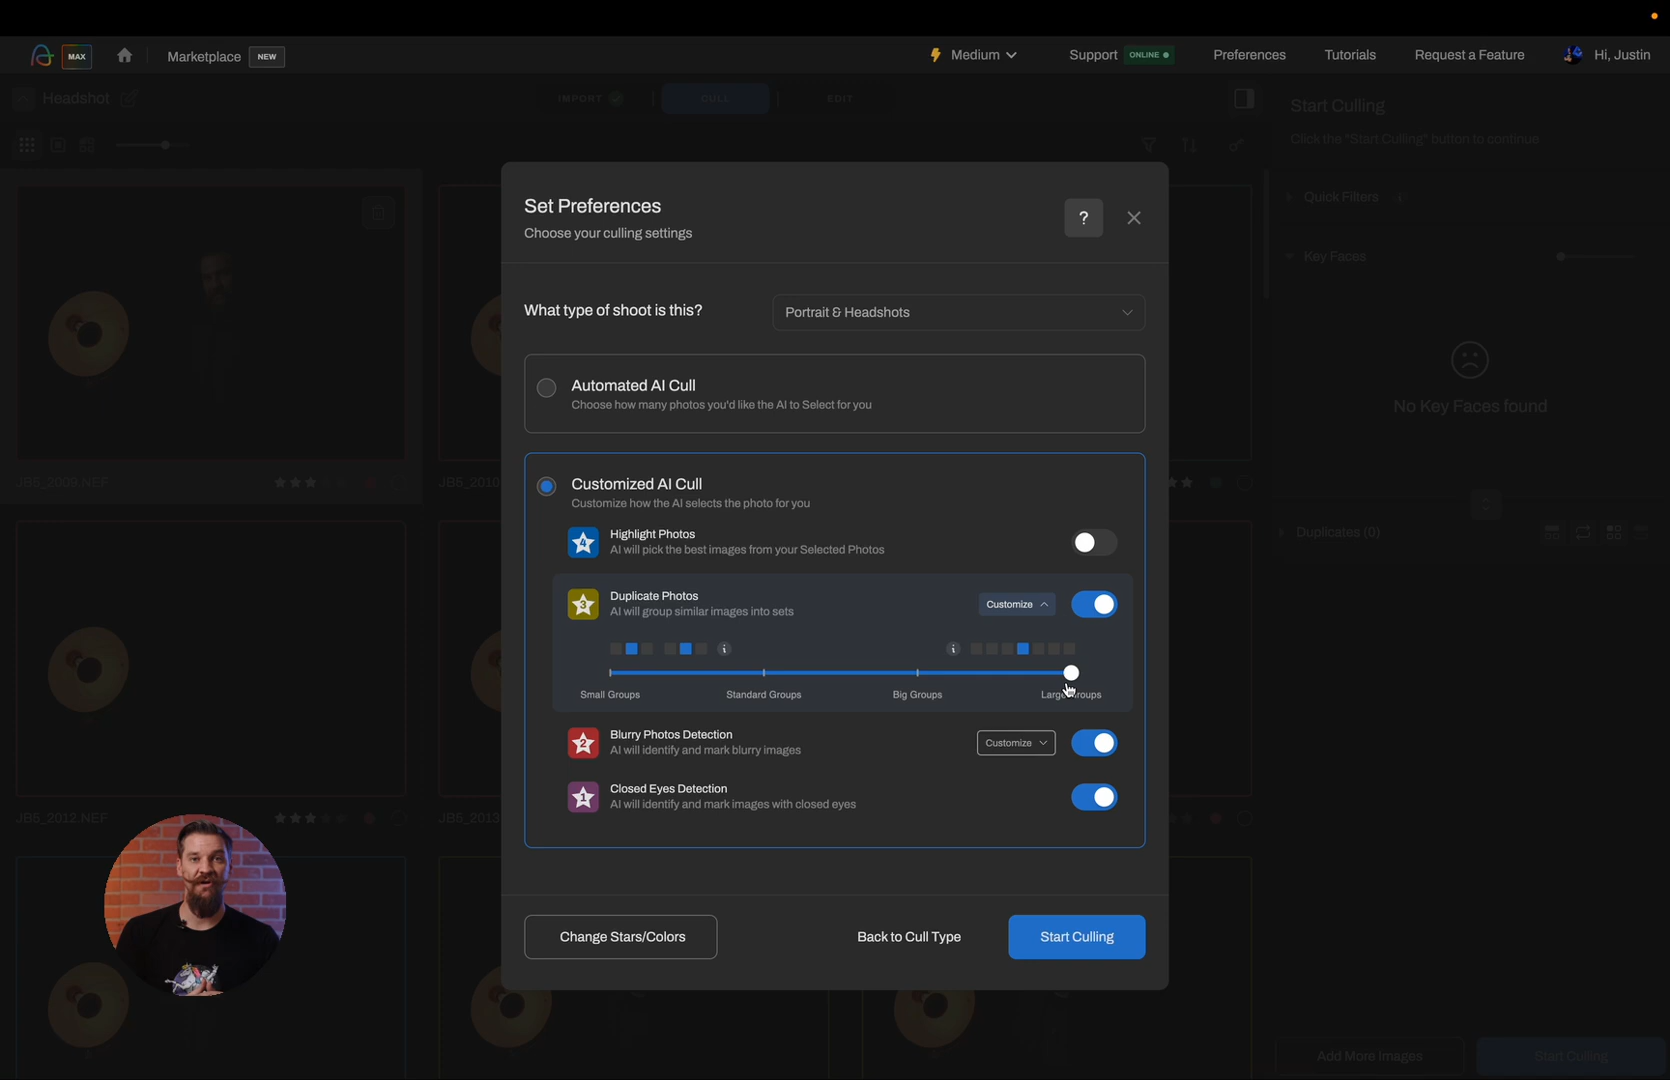 MAX
Marketplace NEW
Medium
Support ONLINE
Preferences
Tutorials
Request a Feature
Hi, Justin
Headshot
IMPORT
CULL
EDIT
Start Culling
Click the "Start Culling" button to continue
Quick Filters
Key Faces
No Key Faces found
Duplicates (0)
Add More Images
Start Culling
JB5_2009.NEF
JB5_2010
JB5_2012.NEF
JB5_2013
Set Preferences
Choose your culling settings
?
What type of shoot is this?
Portrait & Headshots
Automated AI Cull
Choose how many photos you'd like the AI to Select for you
Customized AI Cull
Customize how the AI selects the photo for you
4
Highlight Photos
AI will pick the best images from your Selected Photos
3
Duplicate Photos
AI will group similar images into sets
Customize
i
i
Small Groups
Standard Groups
Big Groups
Large Groups
2
Blurry Photos Detection
AI will identify and mark blurry images
Customize
1
Closed Eyes Detection
AI will identify and mark images with closed eyes
Change Stars/Colors
Back to Cull Type
Start Culling